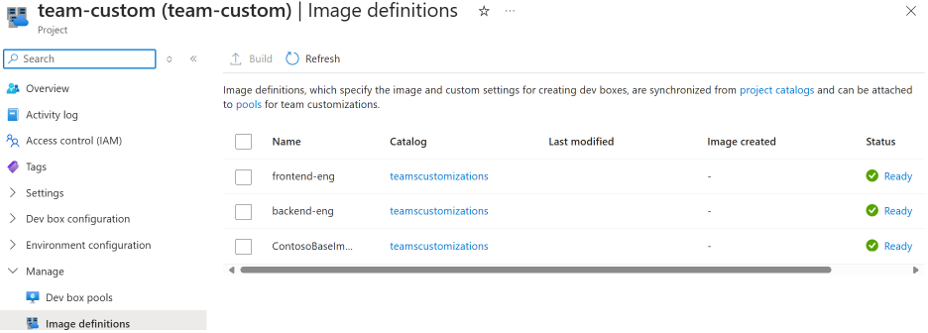 team-custom (team-custom) | Image definitions
Project
Search
Build Refresh
Overview
Activity log
Access control (IAM)
Tags
Settings
Dev box configuration
Environment configuration
Manage
Dev box pools
Image definitions
Image definitions, which specify the image and custom settings for creating dev boxes, are synchronized from project catalogs and can be attached
to pools for team customizations.
Name Catalog Last modified Image created Status
frontend-eng teamscustomizations - Ready
backend-eng teamscustomizations - Ready
ContosoBaseIm... teamscustomizations - Ready